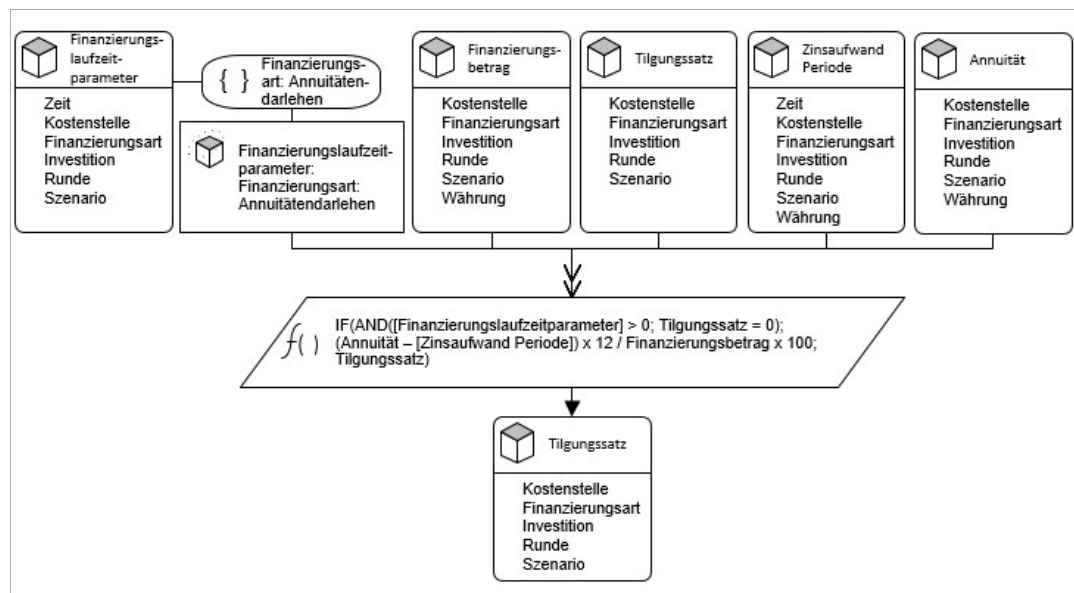 Finanzierungs-
laufzeit-
parameter
Zeit
Kostenstelle
Finanzierungsart
Investition
Runde
Szenario
{ } Finanzierungs-
art: Annuitäten-
darlehen
Finanzierungslaufzeit-
parameter:
Finanzierungsart:
Annuitätendarlehen
Finanzierungs-
betrag
Kostenstelle
Finanzierungsart
Investition
Runde
Szenario
Währung
Tilgungssatz
Kostenstelle
Finanzierungsart
Investition
Runde
Szenario
Zinsaufwand
Periode
Zeit
Kostenstelle
Finanzierungsart
Investition
Runde
Szenario
Währung
Annuität
Kostenstelle
Finanzierungsart
Investition
Runde
Szenario
Währung
f( )
IF(AND([Finanzierungslaufzeitparameter] > 0; Tilgungssatz = 0);
(Annuität – [Zinsaufwand Periode]) x 12 / Finanzierungsbetrag x 100;
Tilgungssatz)
Tilgungssatz
Kostenstelle
Finanzierungsart
Investition
Runde
Szenario